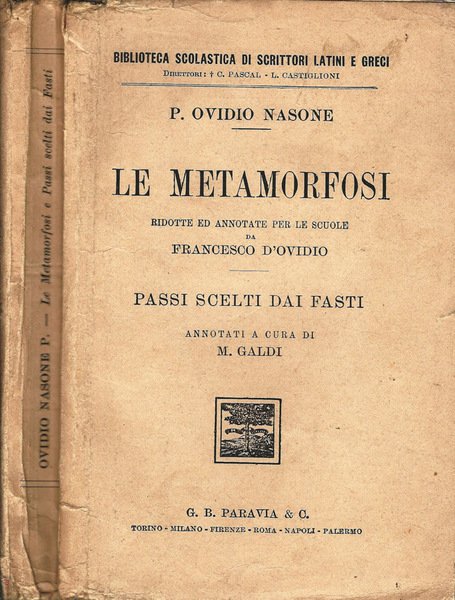 BIBLIOTECA SCOLASTICA DI SCRITTORI LATINI E GRECI
DIRETTORI: † C. PASCAL - L. CASTIGLIONI
P. OVIDIO NASONE
LE METAMORFOSI
RIDOTTE ED ANNOTATE PER LE SCUOLE
DA
FRANCESCO D'OVIDIO
PASSI SCELTI DAI FASTI
ANNOTATI A CURA DI
M. GALDI
G. B. PARAVIA & C.
TORINO - MILANO - FIRENZE - ROMA - NAPOLI - PALERMO
OVIDIO NASONE P. — Le Metamorfosi e Passi scelti dai Fasti